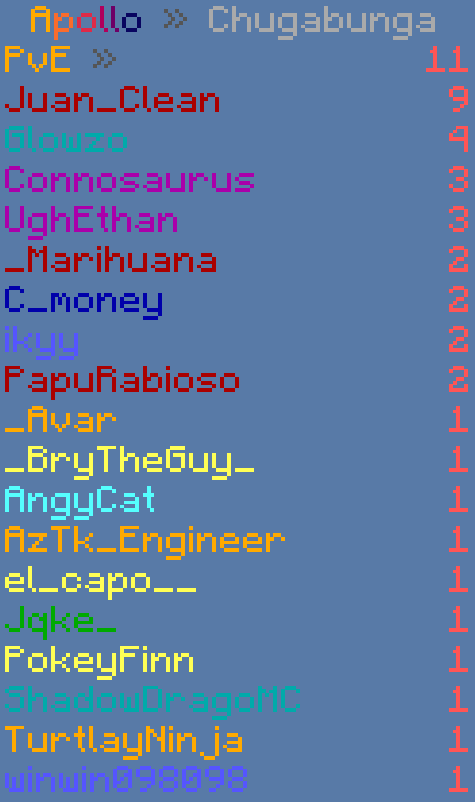 Apollo » Chugabunga
PvE » 11
Juan_Clean 9
Glowzo 4
Connosaurus 3
UghEthan 3
_Marihuana 2
C_money 2
ikyy 2
PapuRabioso 2
_Avar 1
_BryTheGuy_ 1
AngyCat 1
AzTk_Engineer 1
el_capo__ 1
Jqke_ 1
PokeyFinn 1
ShadowDragoMC 1
TurtlayNinja 1
winwin098098 1